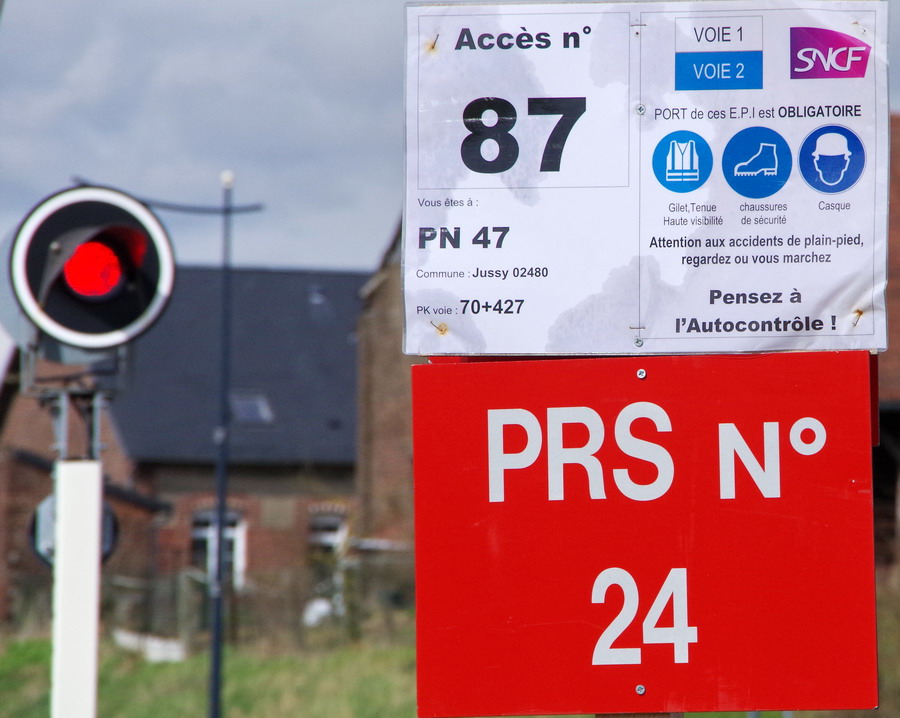 Accès n°
87
Vous êtes à :
PN 47
Commune : Jussy 02480
PK voie : 70+427
VOIE 1
VOIE 2
SNCF
PORT de ces E.P.I est OBLIGATOIRE
Gilet,Tenue
Haute visibilité
chaussures
de sécurité
Casque
Attention aux accidents de plain-pied,
regardez ou vous marchez
Pensez à
l'Autocontrôle !
PRS N°
24